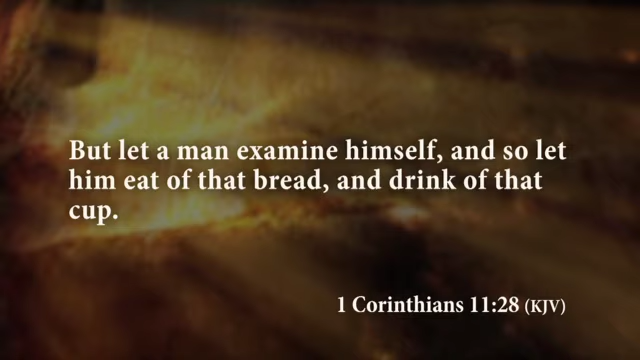 But let a man examine himself, and so let
him eat of that bread, and drink of that
cup.
1 Corinthians 11:28 (KJV)